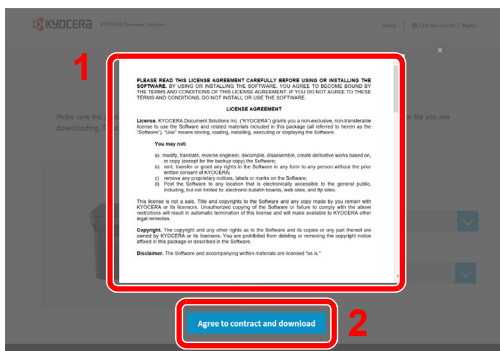 KYOCERA KYOCERA Document Solutions
Global Find Your Country / Region
×
1
PLEASE READ THIS LICENSE AGREEMENT CAREFULLY BEFORE USING OR INSTALLING THE
SOFTWARE. BY USING OR INSTALLING THE SOFTWARE, YOU AGREE TO BECOME BOUND BY
THE TERMS AND CONDITIONS OF THIS LICENSE AGREEMENT. IF YOU DO NOT AGREE TO THESE
TERMS AND CONDITIONS, DO NOT INSTALL OR USE THE SOFTWARE.
LICENSE AGREEMENT
License. KYOCERA Document Solutions Inc. ("KYOCERA") grants you a non-exclusive, non-transferable
license to use the Software and related materials included in this package (all referred to herein as the
"Software"). "Use" means storing, loading, installing, executing or displaying the Software.
You may not:
a) modify, translate, reverse engineer, decompile, disassemble, create derivative works based on,
or copy (except for the backup copy) the Software;
b) rent, transfer or grant any rights in the Software in any form to any person without the prior
written consent of KYOCERA;
c) remove any proprietary notices, labels or marks on the Software;
d) Post the Software to any location that is electronically accessible to the general public,
including, but not limited to: electronic bulletin boards, web sites, and ftp sites.
This license is not a sale. Title and copyrights to the Software and any copy made by you remain with
KYOCERA or its licensors. Unauthorized copying of the Software or failure to comply with the above
restrictions will result in automatic termination of this license and will make available to KYOCERA other
legal remedies.
Copyright. The copyright and any other rights as to the Software and its copies or any part thereof are
owned by KYOCERA or its licensors. You are prohibited from deleting or removing the copyright notice
affixed in this package or described in the Software.
Disclaimer. The Software and accompanying written materials are licensed "as is."
Make sure the
e file you are
downloading.
Agree to contract and download
2